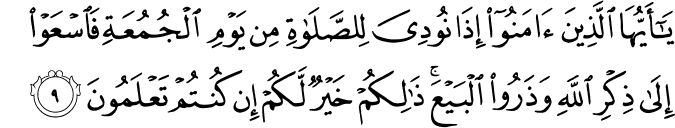 يَٰٓأَيُّهَا ٱلَّذِينَ ءَامَنُوٓا۟ إِذَا نُودِىَ لِلصَّلَوٰةِ مِن يَوْمِ ٱلْجُمُعَةِ فَٱسْعَوْا۟
إِلَىٰ ذِكْرِ ٱللَّهِ وَذَرُوا۟ ٱلْبَيْعَ ۚ ذَٰلِكُمْ خَيْرٌ لَّكُمْ إِن كُنتُمْ تَعْلَمُونَ ٩